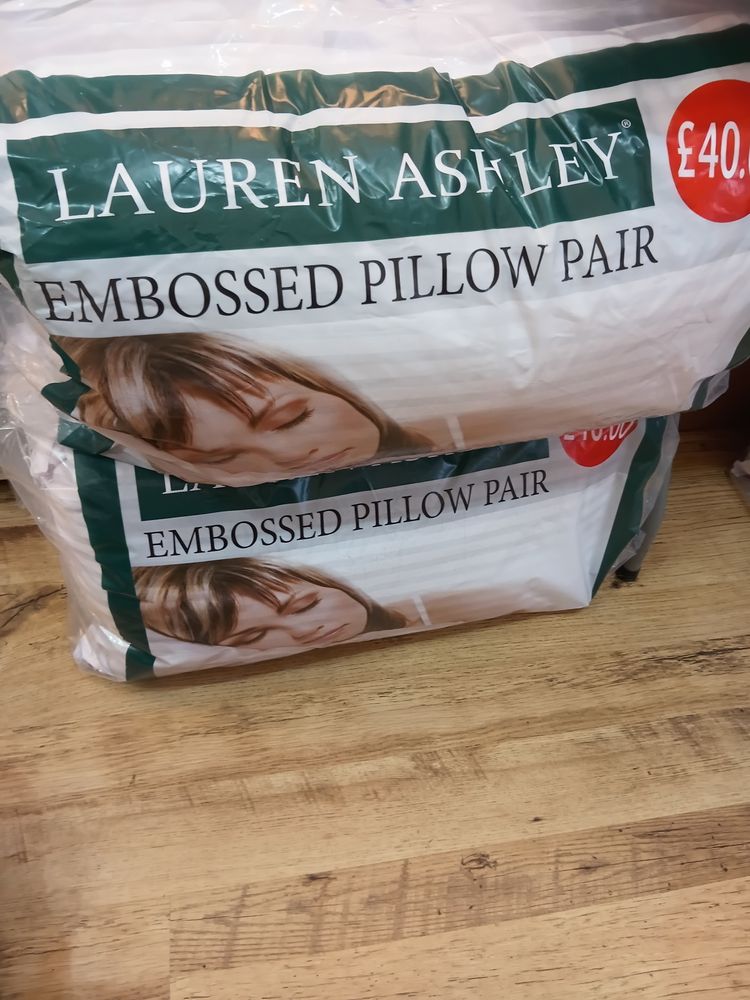 LAUREN ASHLEY®
£40.
EMBOSSED PILLOW PAIR
EMBOSSED PILLOW PAIR